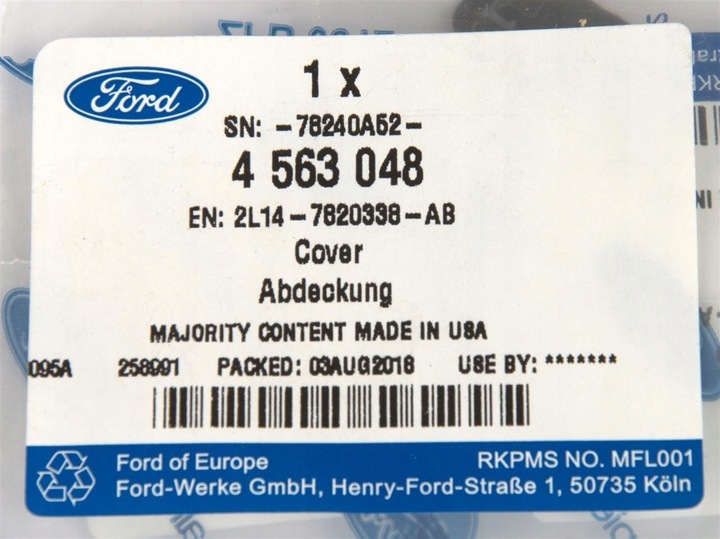 Ford
1 x
SN: -78240A52-
4 563 048
EN: 2L14-7820338-AB
Cover
Abdeckung
MAJORITY CONTENT MADE IN USA
095A 258991 PACKED: 03AUG2018 USE BY: *******
Ford of Europe RKPMS NO. MFL001
Ford-Werke GmbH, Henry-Ford-Straße 1, 50735 Köln